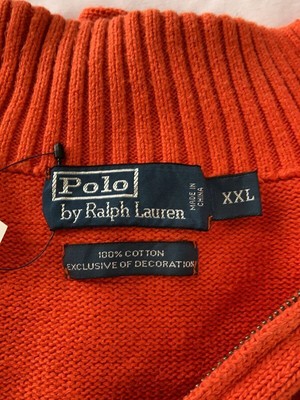 Polo
by Ralph Lauren
MADE IN
CHINA
XXL
100% COTTON
EXCLUSIVE OF DECORATION